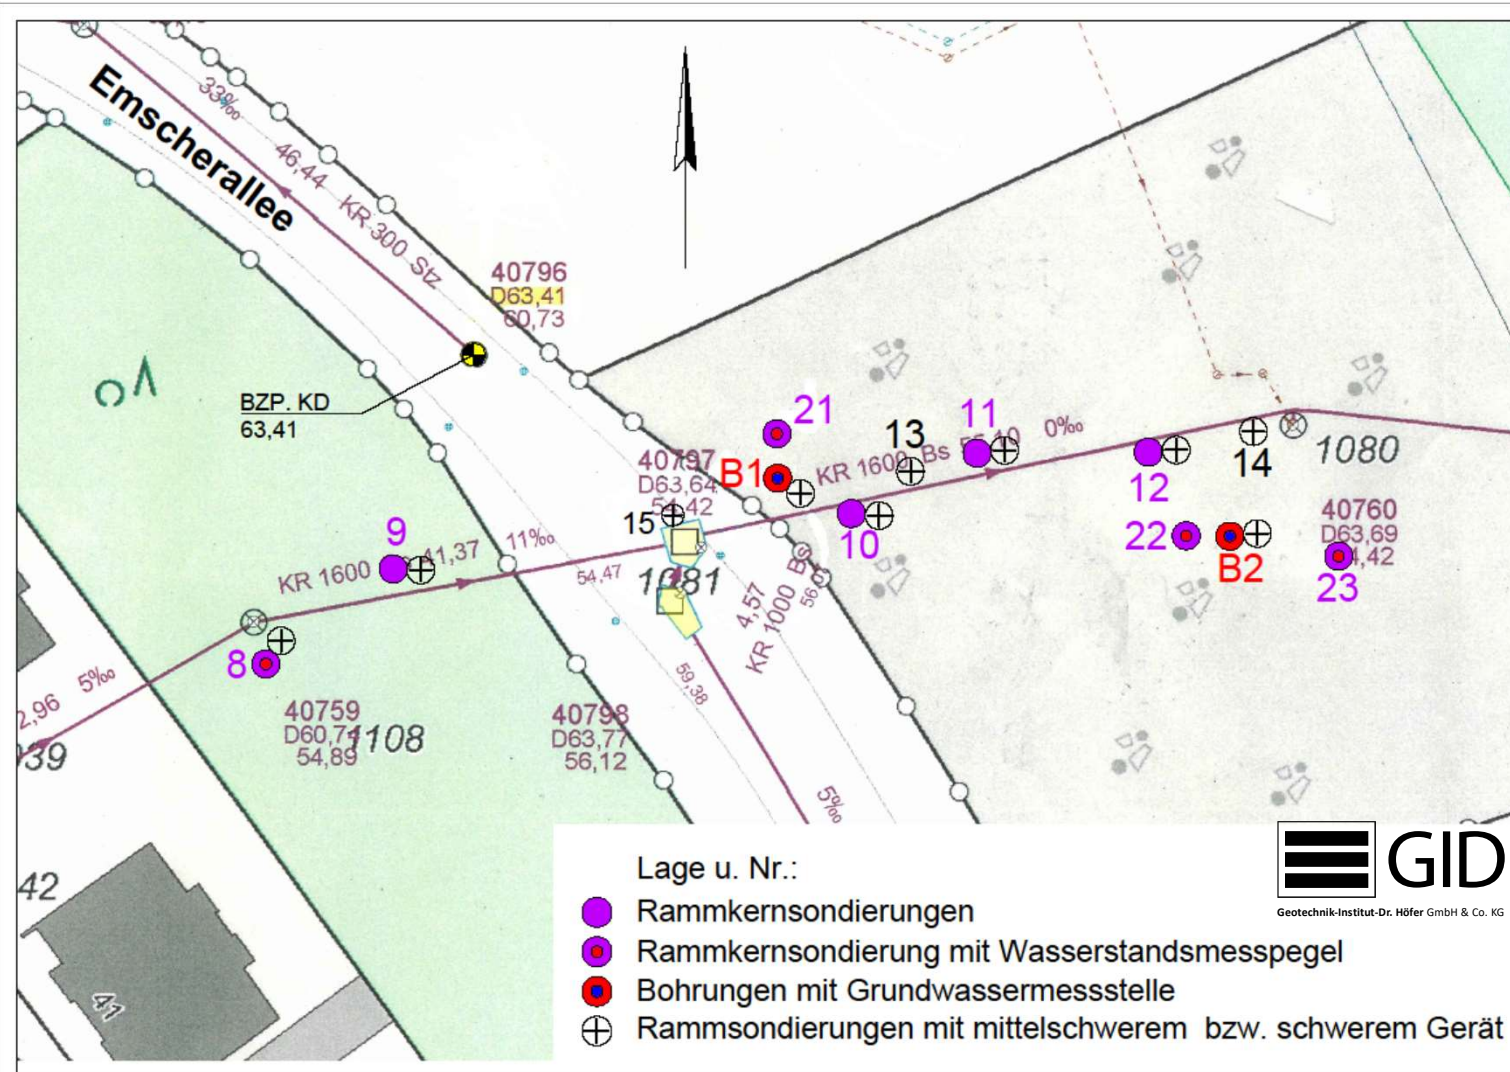 33‰
Emscherallee
46,44 KR 300 Stz
40796
D63,41
60,73
BZP. KD
63,41
21
11
13
KR 1600 Bs 0‰
14
1080
40797
D63,64
B1
15
10
12
22
B2
40760
D63,69
23
9
KR 1600 41,37 11‰
54,47
1081
4,57
KR 1000 Bs
59,38
5‰
8
2,96 5‰
039
40759
D60,74
54,89
1108
40798
D63,77
56,12
42
41
Lage u. Nr.:
Rammkernsondierungen
Rammkernsondierung mit Wasserstandsmesspegel
Bohrungen mit Grundwassermessstelle
Rammsondierungen mit mittelschwerem bzw. schwerem Gerät
GID
Geotechnik-Institut-Dr. Höfer GmbH & Co. KG